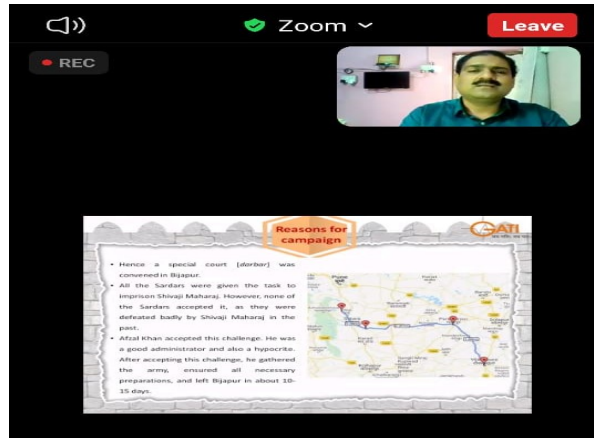 Zoom
Leave
REC
Reasons for
campaign
GATI
• Hence a special court [darbar] was
convened in Bijapur.
• All the Sardars were given the task to
imprison Shivaji Maharaj. However, none of
the Sardars accepted it, as they were
defeated badly by Shivaji Maharaj in the
past.
• Afzal Khan accepted this challenge. He was
a good administrator and also a hypocrite.
After accepting this challenge, he gathered
the army, ensured all necessary
preparations, and left Bijapur in about 10-
15 days.